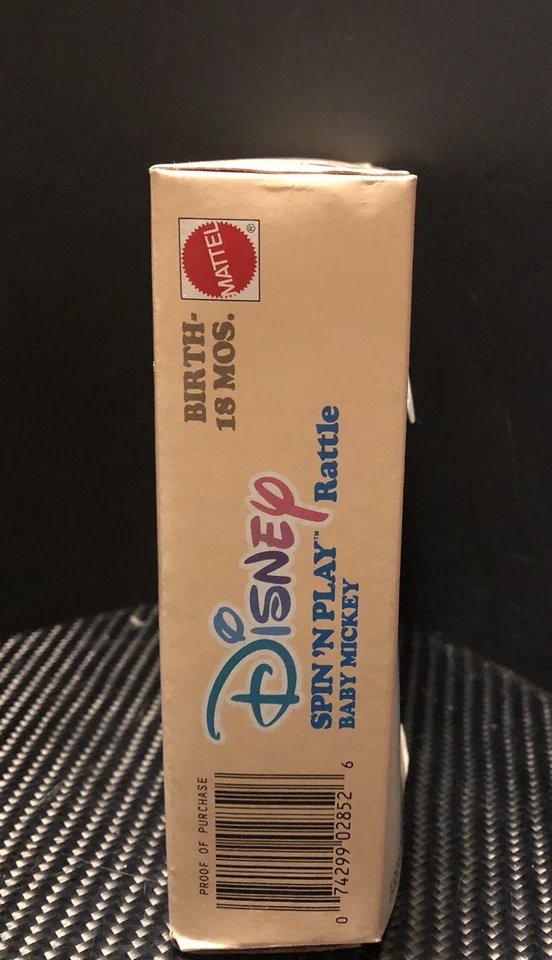 MATTEL®
BIRTH-
18 MOS.
Disney
SPIN 'N PLAY™ Rattle
BABY MICKEY
PROOF OF PURCHASE
0 74299 02852 6